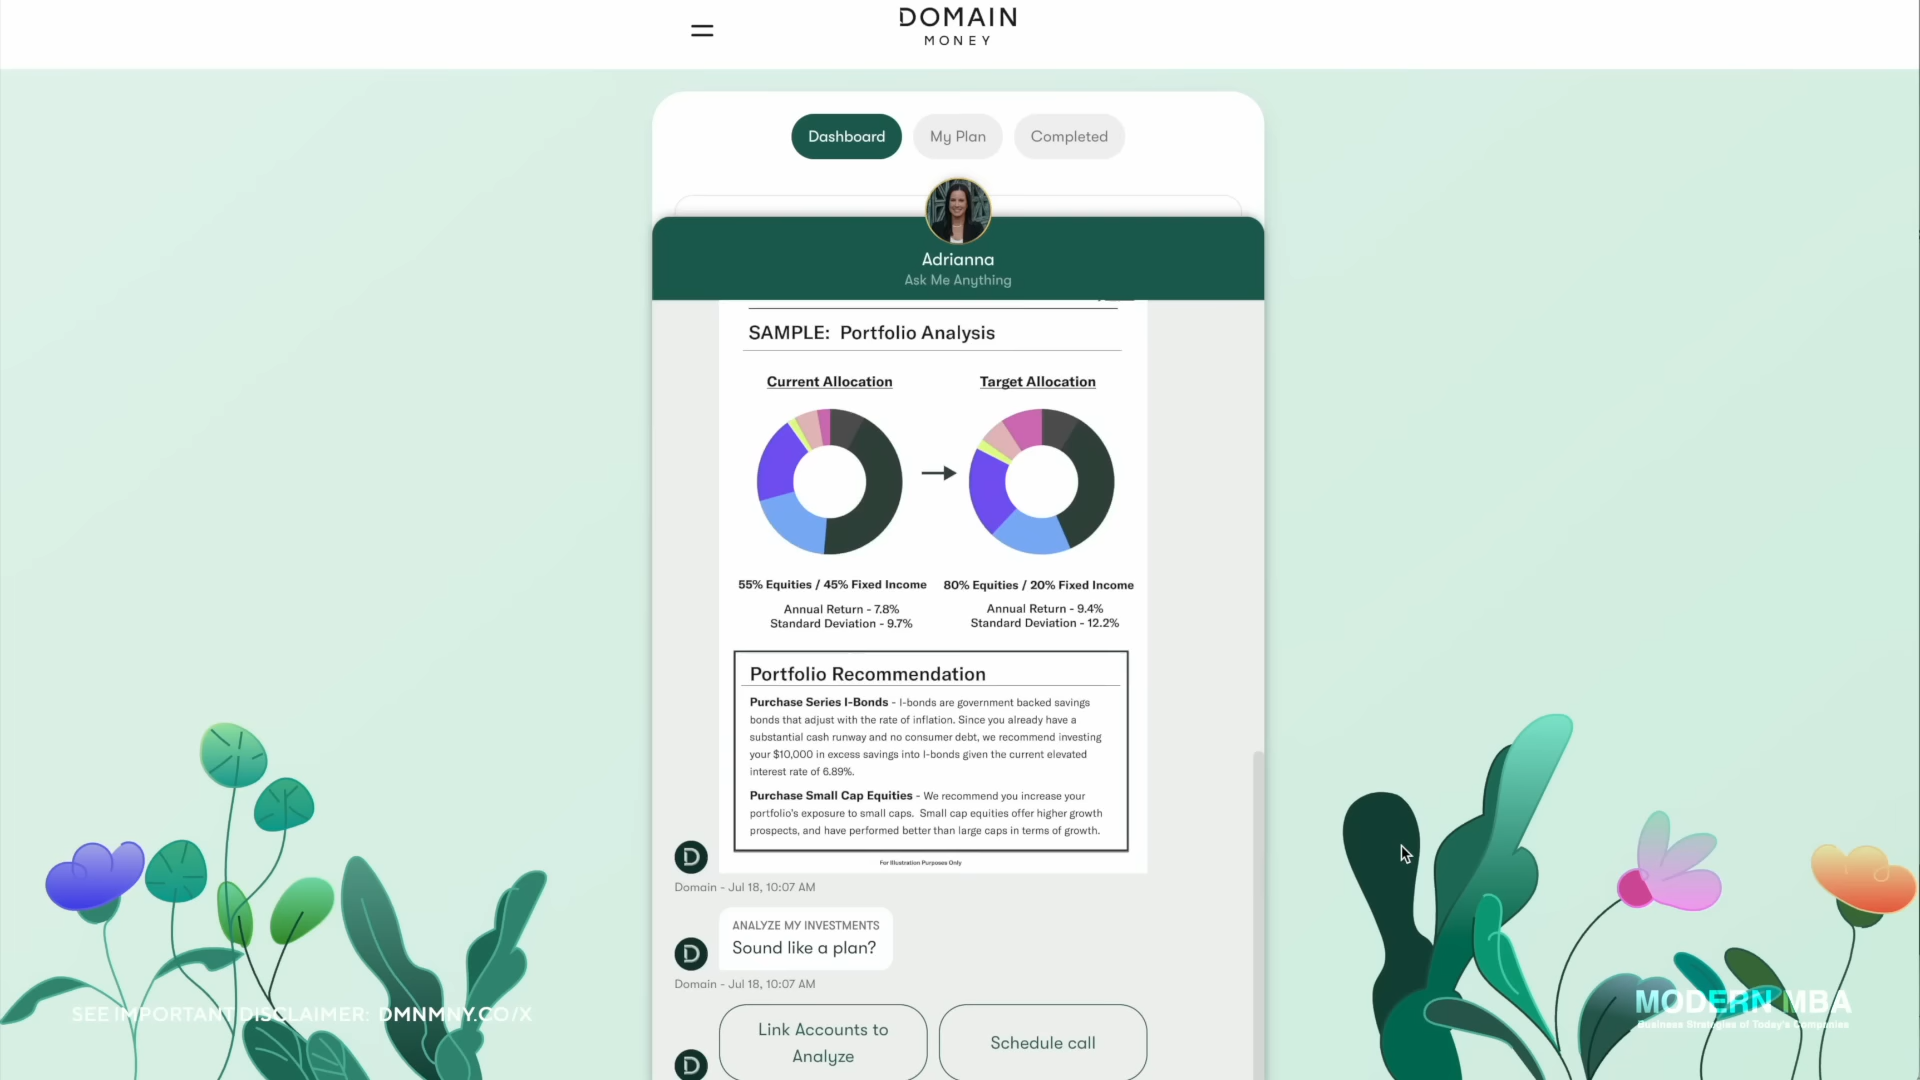 DOMAIN
MONEY
Dashboard
My Plan
Completed
Adrianna
Ask Me Anything
SAMPLE: Portfolio Analysis
Current Allocation
Target Allocation
55% Equities / 45% Fixed Income
80% Equities / 20% Fixed Income
Annual Return - 7.8%
Standard Deviation - 9.7%
Annual Return - 9.4%
Standard Deviation - 12.2%
Portfolio Recommendation
Purchase Series I-Bonds - I-bonds are government backed savings
bonds that adjust with the rate of inflation. Since you already have a
substantial cash runway and no consumer debt, we recommend investing
your $10,000 in excess savings into I-bonds given the current elevated
interest rate of 6.89%.
Purchase Small Cap Equities - We recommend you increase your
portfolio's exposure to small caps. Small cap equities offer higher growth
prospects, and have performed better than large caps in terms of growth.
For Illustration Purposes Only
D
Domain - Jul 18, 10:07 AM
ANALYZE MY INVESTMENTS
Sound like a plan?
D
Domain - Jul 18, 10:07 AM
Link Accounts to
Analyze
Schedule call
D
SEE IMPORTANT DISCLAIMER: DMNMNY.CO/X
MODERN MBA
Business Strategies of Today's Companies